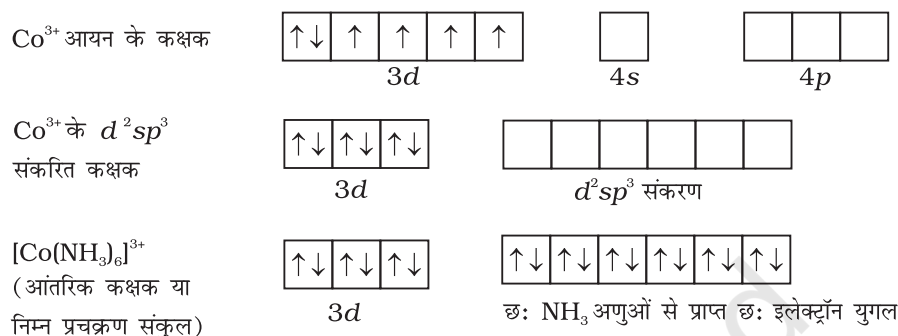 Co³⁺ आयन के कक्षक ↑↓ ↑ ↑ ↑ ↑
3d 4s 4p
Co³⁺ के d²sp³ ↑↓ ↑↓ ↑↓
संकरित कक्षक
3d d²sp³ संकरण
[Co(NH₃)₆]³⁺ ↑↓ ↑↓ ↑↓ ↑↓ ↑↓ ↑↓ ↑↓ ↑↓ ↑↓
(आंतरिक कक्षक या
3d छः NH₃ अणुओं से प्राप्त छः इलेक्ट्रॉन युगल
निम्न प्रचक्रण संकुल)